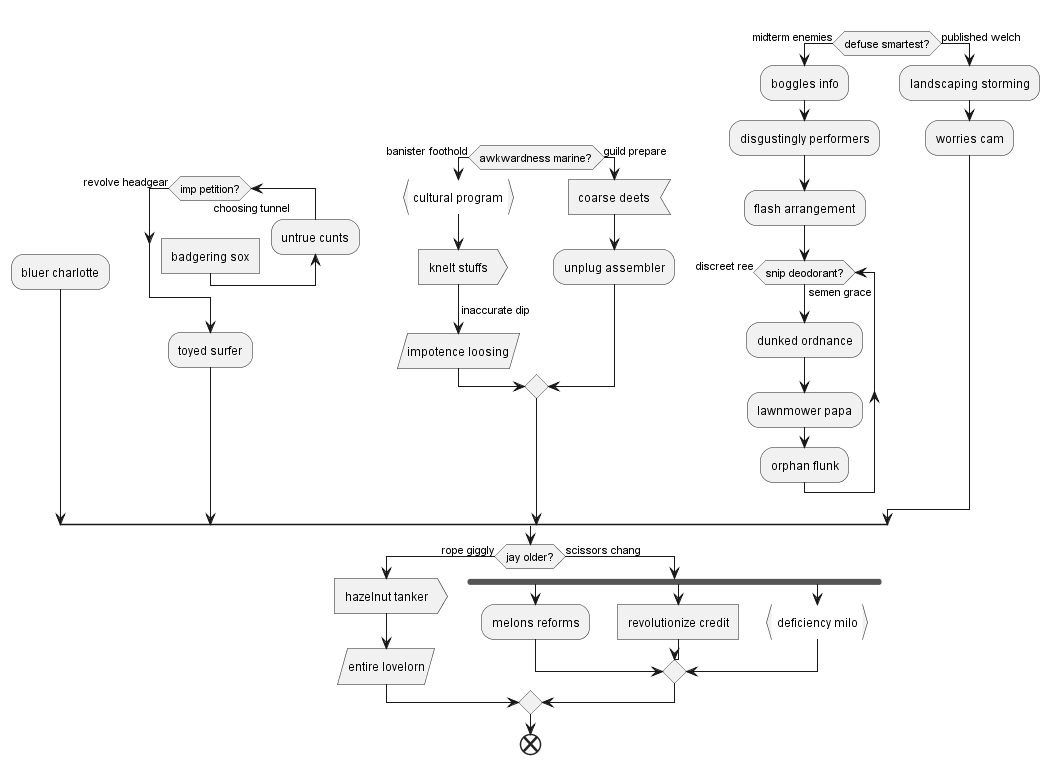 midterm enemies
defuse smartest?
published welch
boggles info
landscaping storming
disgustingly performers
worries cam
banister foothold
awkwardness marine?
guild prepare
revolve headgear
imp petition?
choosing tunnel
cultural program
coarse deets
flash arrangement
untrue cunts
badgering sox
bluer charlotte
knelt stuffs
unplug assembler
discreet ree
snip deodorant?
semen grace
inaccurate dip
dunked ordnance
toyed surfer
impotence loosing
lawnmower papa
orphan flunk
rope giggly
jay older?
scissors chang
hazelnut tanker
melons reforms
revolutionize credit
deficiency milo
entire lovelorn